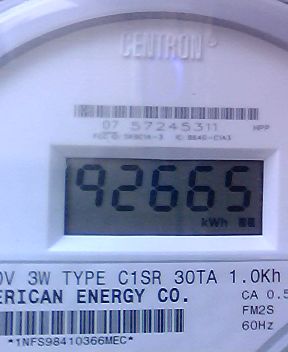 CENTRON®
07 57245311 HPP
92665
kWh
0V 3W TYPE C1SR 30TA 1.0Kh
ERICAN ENERGY CO.
CA 0.5
FM2S
60Hz
*1NFS98410366MEC*